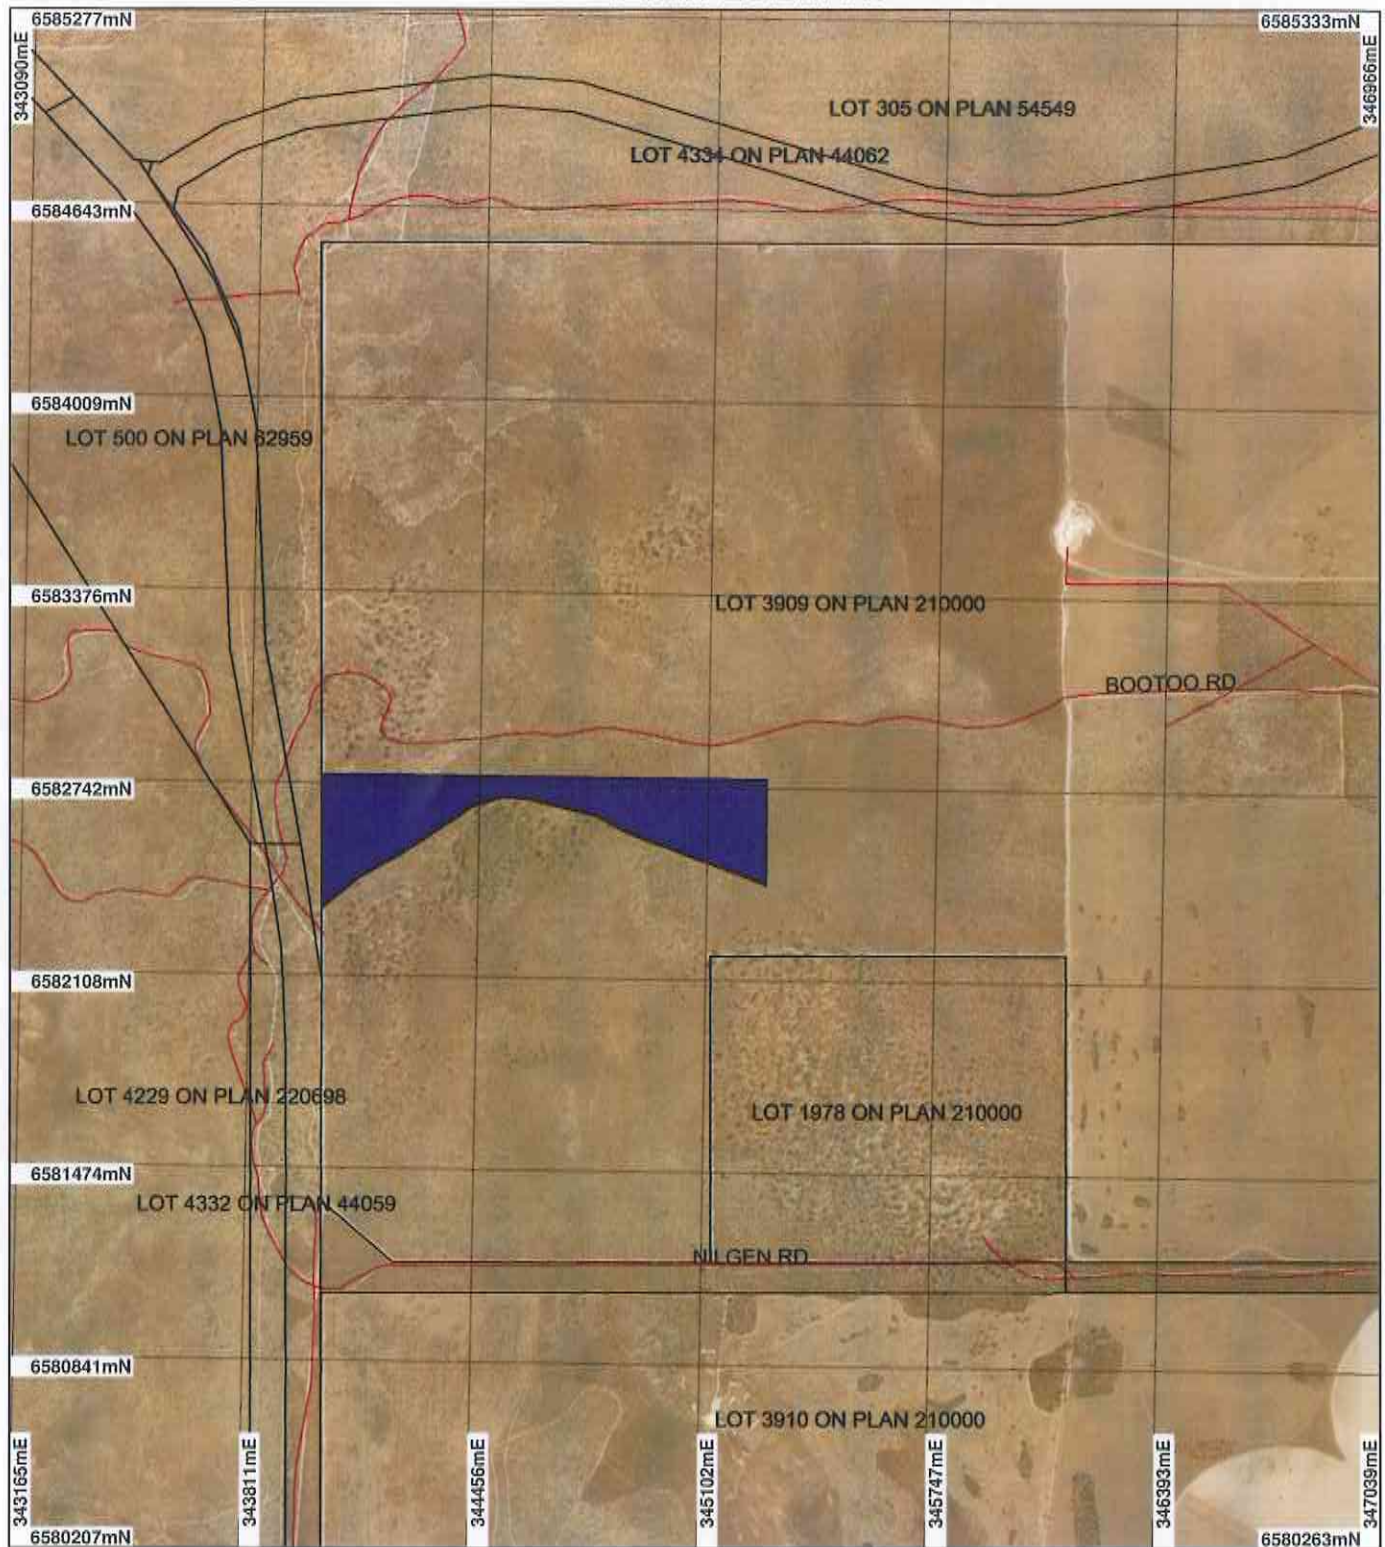 6585277mN
6585333mN
343090mE
346966mE
LOT 305 ON PLAN 54549
LOT 4334 ON PLAN 44062
6584643mN
6584009mN
LOT 500 ON PLAN 62959
6583376mN
LOT 3909 ON PLAN 210000
BOOTOO RD
6582742mN
6582108mN
LOT 4229 ON PLAN 220698
LOT 1978 ON PLAN 210000
6581474mN
LOT 4332 ON PLAN 44059
NILGEN RD
6580841mN
LOT 3910 ON PLAN 210000
343165mE
343811mE
344456mE
345102mE
345747mE
346393mE
347039mE
6580207mN
6580263mN